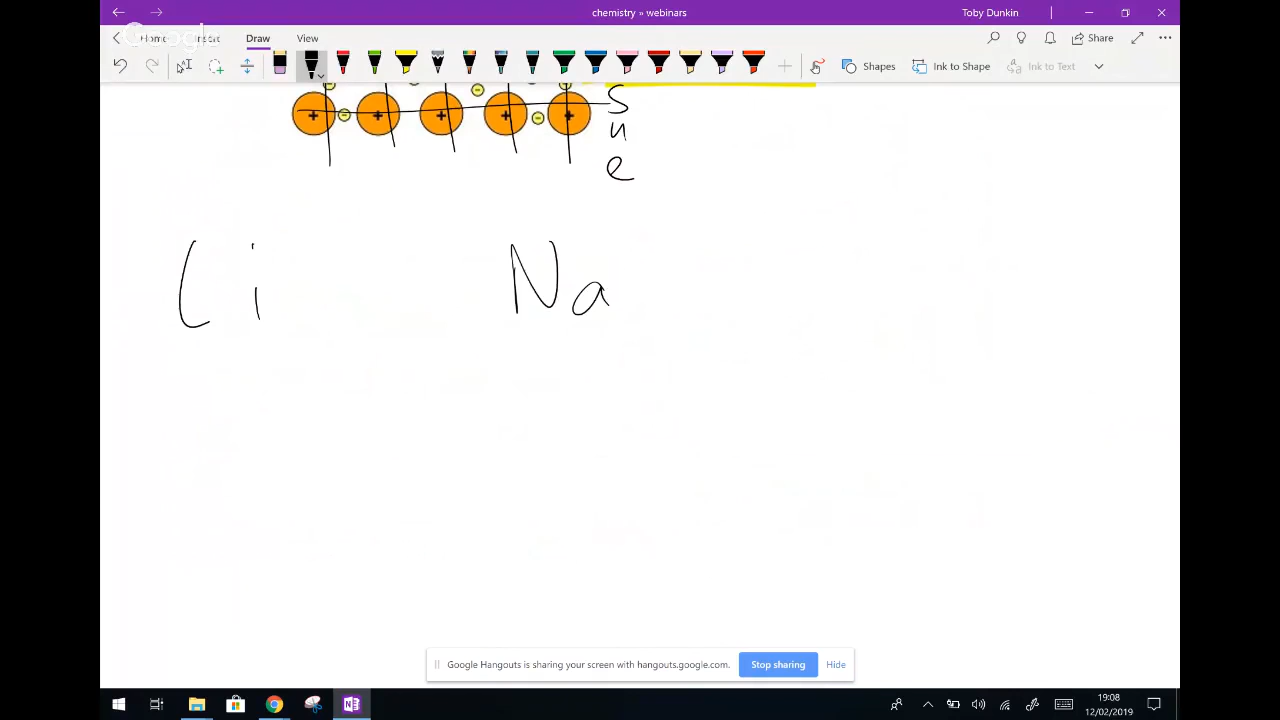 chemistry » webinars
Toby Dunkin
Google
Home Insert Draw View
Share
Shapes Ink to Shape Ink to Text
+ - + + + - +
S
u
e
Li Na
Google Hangouts is sharing your screen with hangouts.google.com. Stop sharing Hide
19:08
12/02/2019